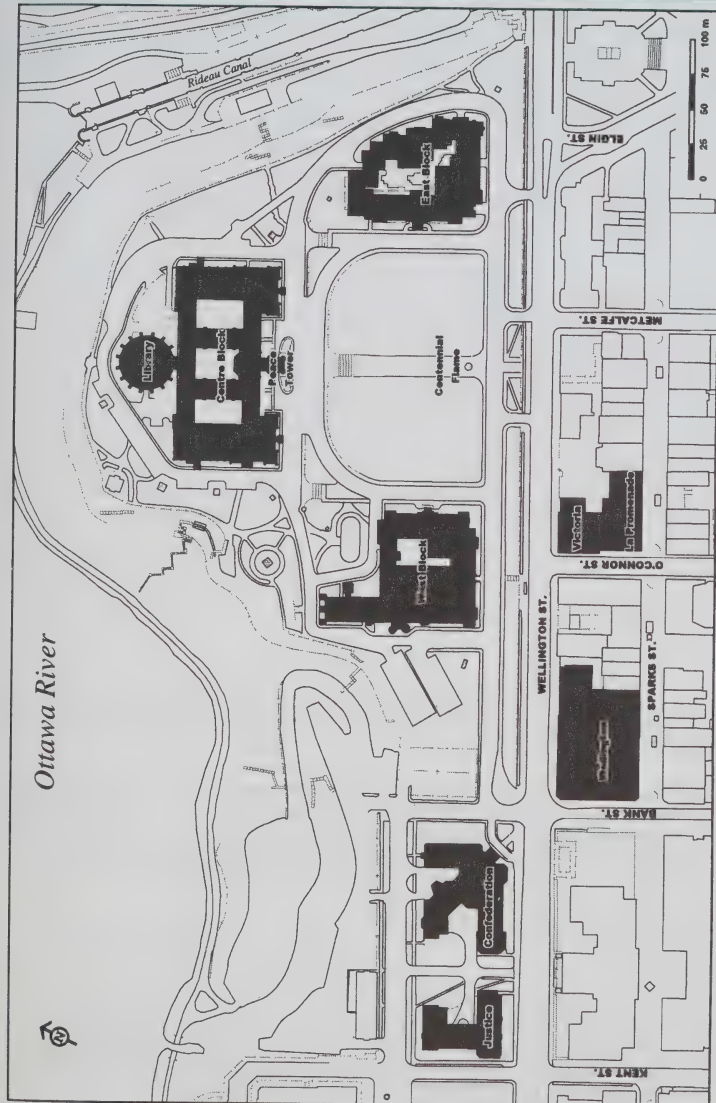 Ottawa River
Rideau Canal
Library
Centre Block
Peace
Tower
East Block
West Block
Centennial
Flame
Confederation
Justice
WELLINGTON ST.
Victoria
La Promenade
Wellington
SPARKS ST.
KENT ST.
BANK ST.
O'CONNOR ST.
METCALFE ST.
ELGIN ST.
N
0 25 50 75 100 m